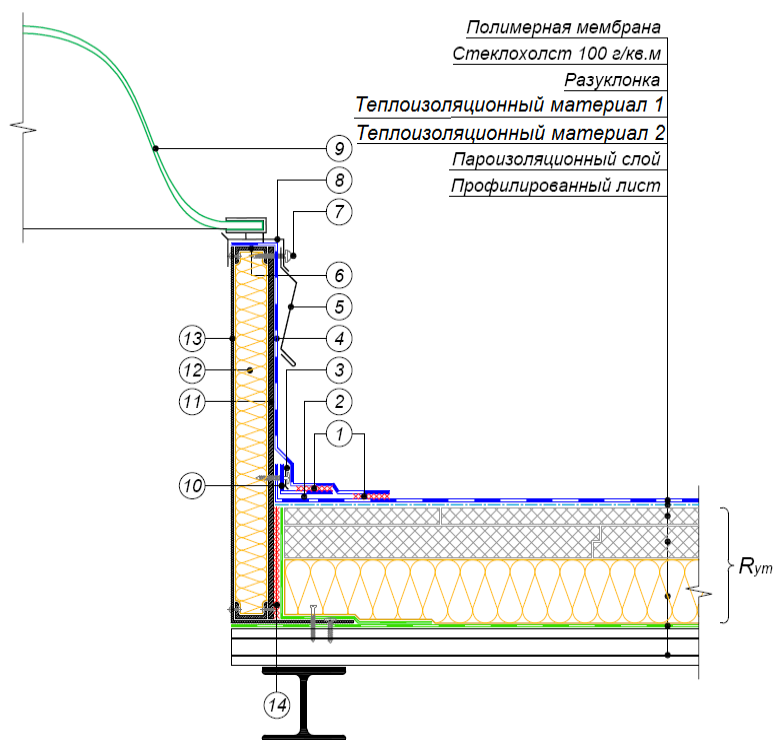 Полимерная мембрана
Стеклохолст 100 г/кв.м
Разуклонка
Теплоизоляционный материал 1
Теплоизоляционный материал 2
Пароизоляционный слой
Профилированный лист
9
8
7
6
5
13
4
12
3
11
2
1
10
Rут
14